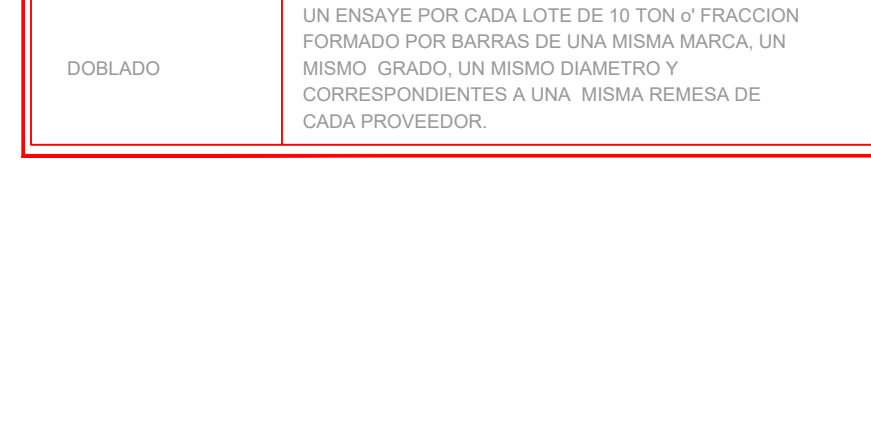 UN ENSAYE POR CADA LOTE DE 10 TON o' FRACCION
FORMADO POR BARRAS DE UNA MISMA MARCA, UN
DOBLADO MISMO GRADO, UN MISMO DIAMETRO Y
CORRESPONDIENTES A UNA MISMA REMESA DE
CADA PROVEEDOR.